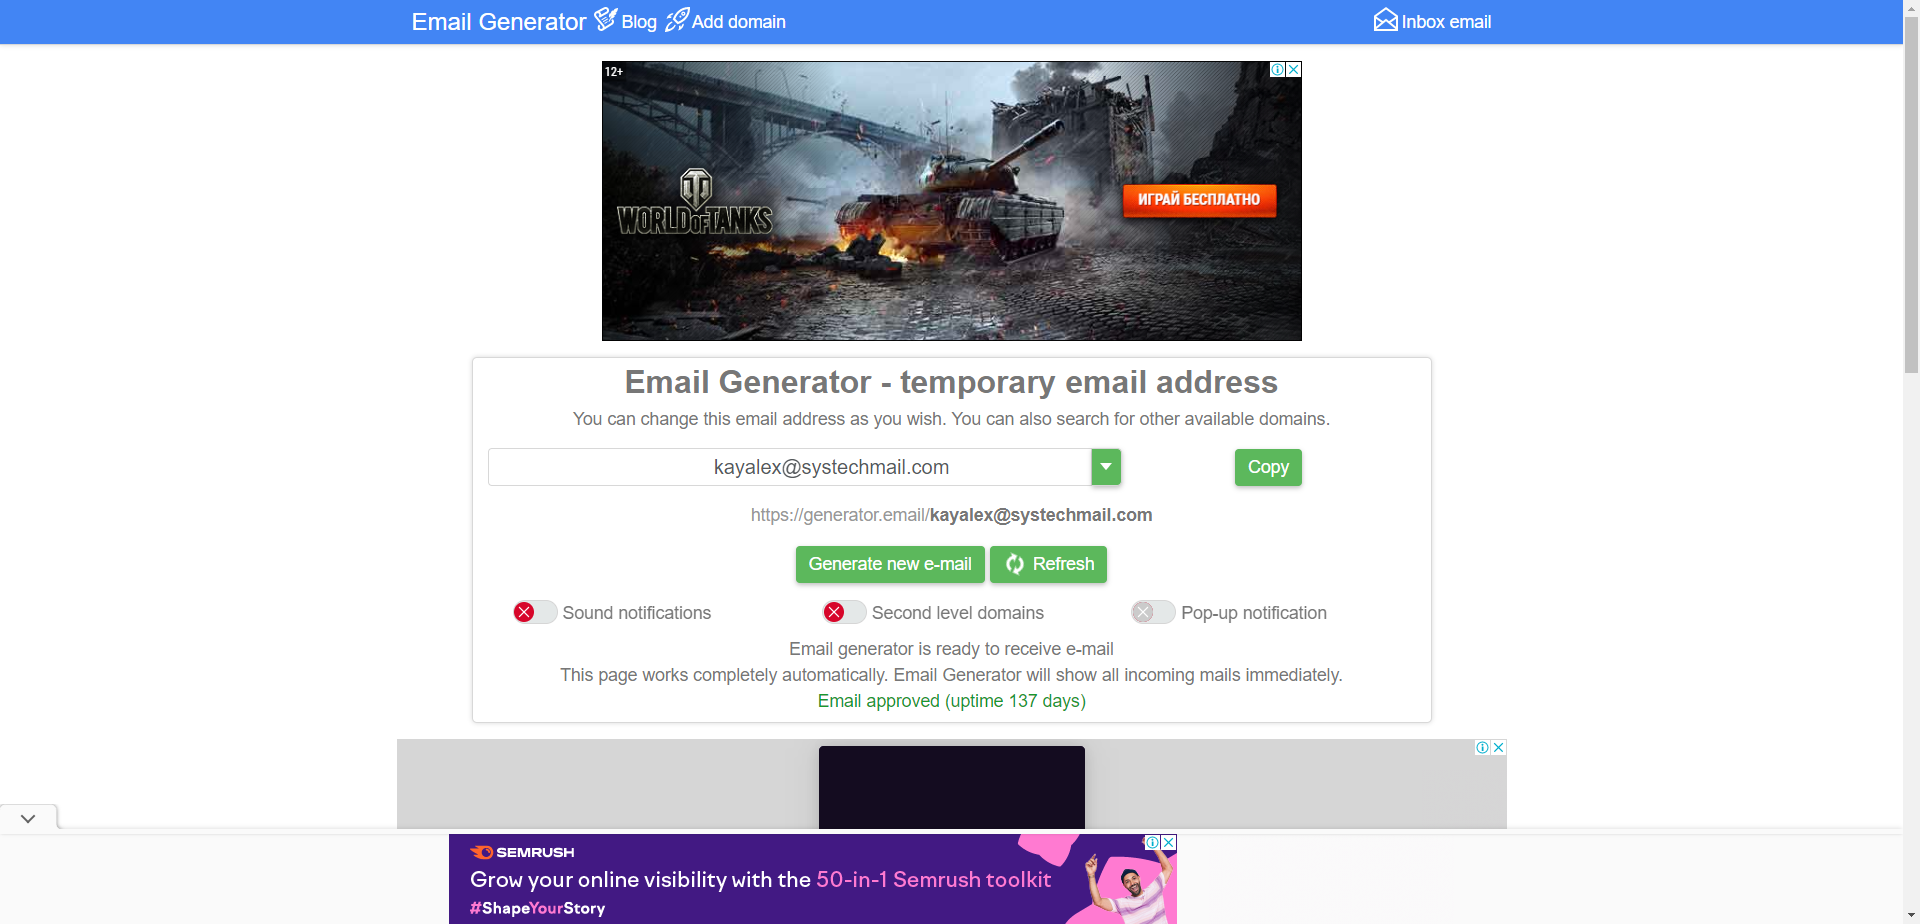 Email Generator Blog Add domain Inbox email
12+
WORLD OF TANKS
ИГРАЙ БЕСПЛАТНО
Email Generator - temporary email address
You can change this email address as you wish. You can also search for other available domains.
kayalex@systechmail.com Copy
https://generator.email/kayalex@systechmail.com
Generate new e-mail Refresh
Sound notifications Second level domains Pop-up notification
Email generator is ready to receive e-mail
This page works completely automatically. Email Generator will show all incoming mails immediately.
Email approved (uptime 137 days)
SEMRUSH
Grow your online visibility with the 50-in-1 Semrush toolkit
#ShapeYourStory